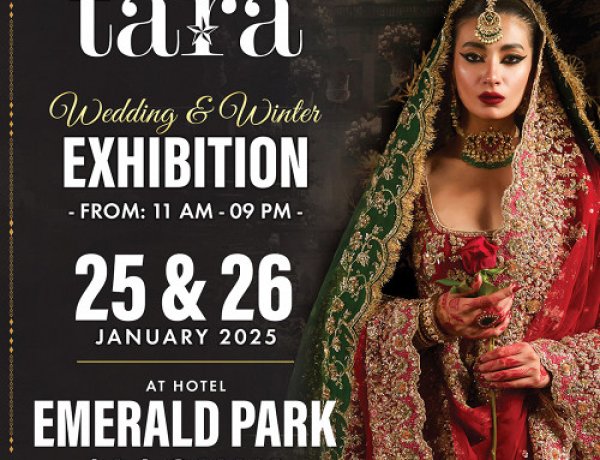 tara
Wedding & Winter
EXHIBITION
- FROM: 11 AM - 09 PM -
25 & 26
JANUARY 2025
AT HOTEL
EMERALD PARK